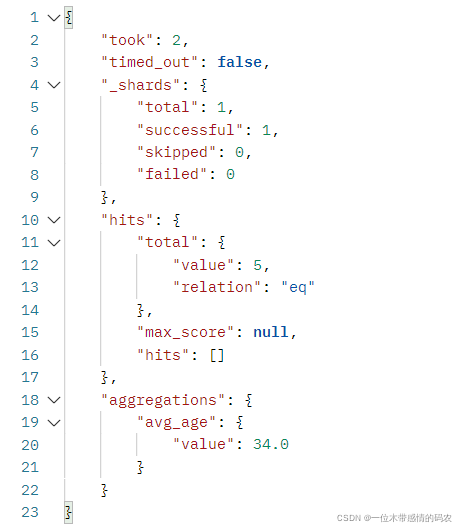 1 {
2 "took": 2,
3 "timed_out": false,
4 "_shards": {
5 "total": 1,
6 "successful": 1,
7 "skipped": 0,
8 "failed": 0
9 },
10 "hits": {
11 "total": {
12 "value": 5,
13 "relation": "eq"
14 },
15 "max_score": null,
16 "hits": []
17 },
18 "aggregations": {
19 "avg_age": {
20 "value": 34.0
21 }
22 }
23 }
CSDN @一位木带感情的码农